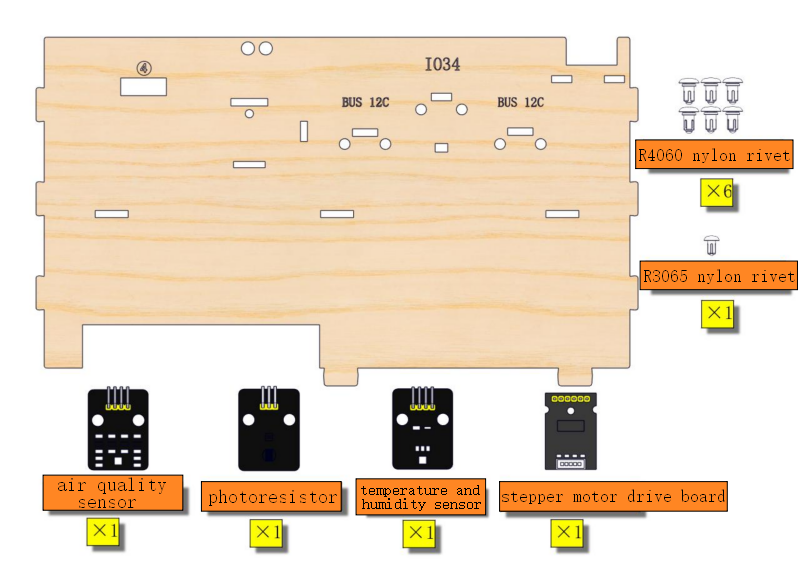 ④
IO34
BUS 12C
BUS 12C
R4060 nylon rivet
×6
R3065 nylon rivet
×1
air quality
sensor
×1
photoresistor
×1
temperature and
humidity sensor
×1
stepper motor drive board
×1